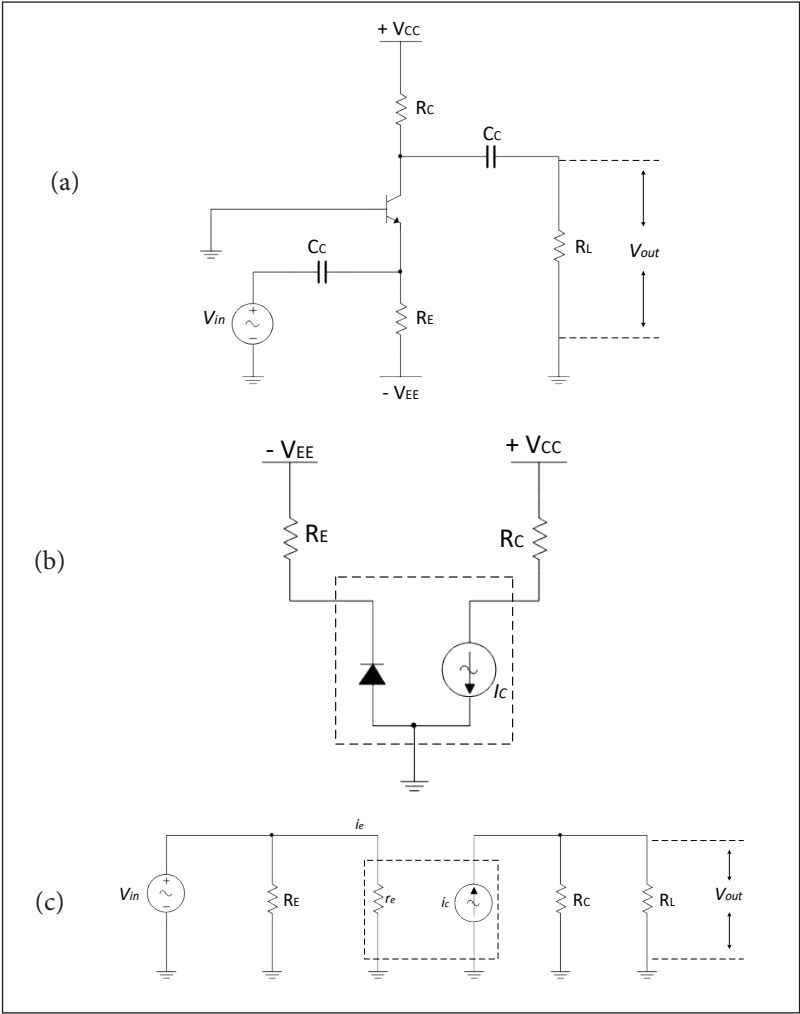 (a)
+ VCC
RC
CC
RL
Vout
CC
Vin
+
−
RE
- VEE
(b)
- VEE
+ VCC
RE
RC
IC
(c)
ie
Vin
+
−
RE
re
ic
RC
RL
Vout